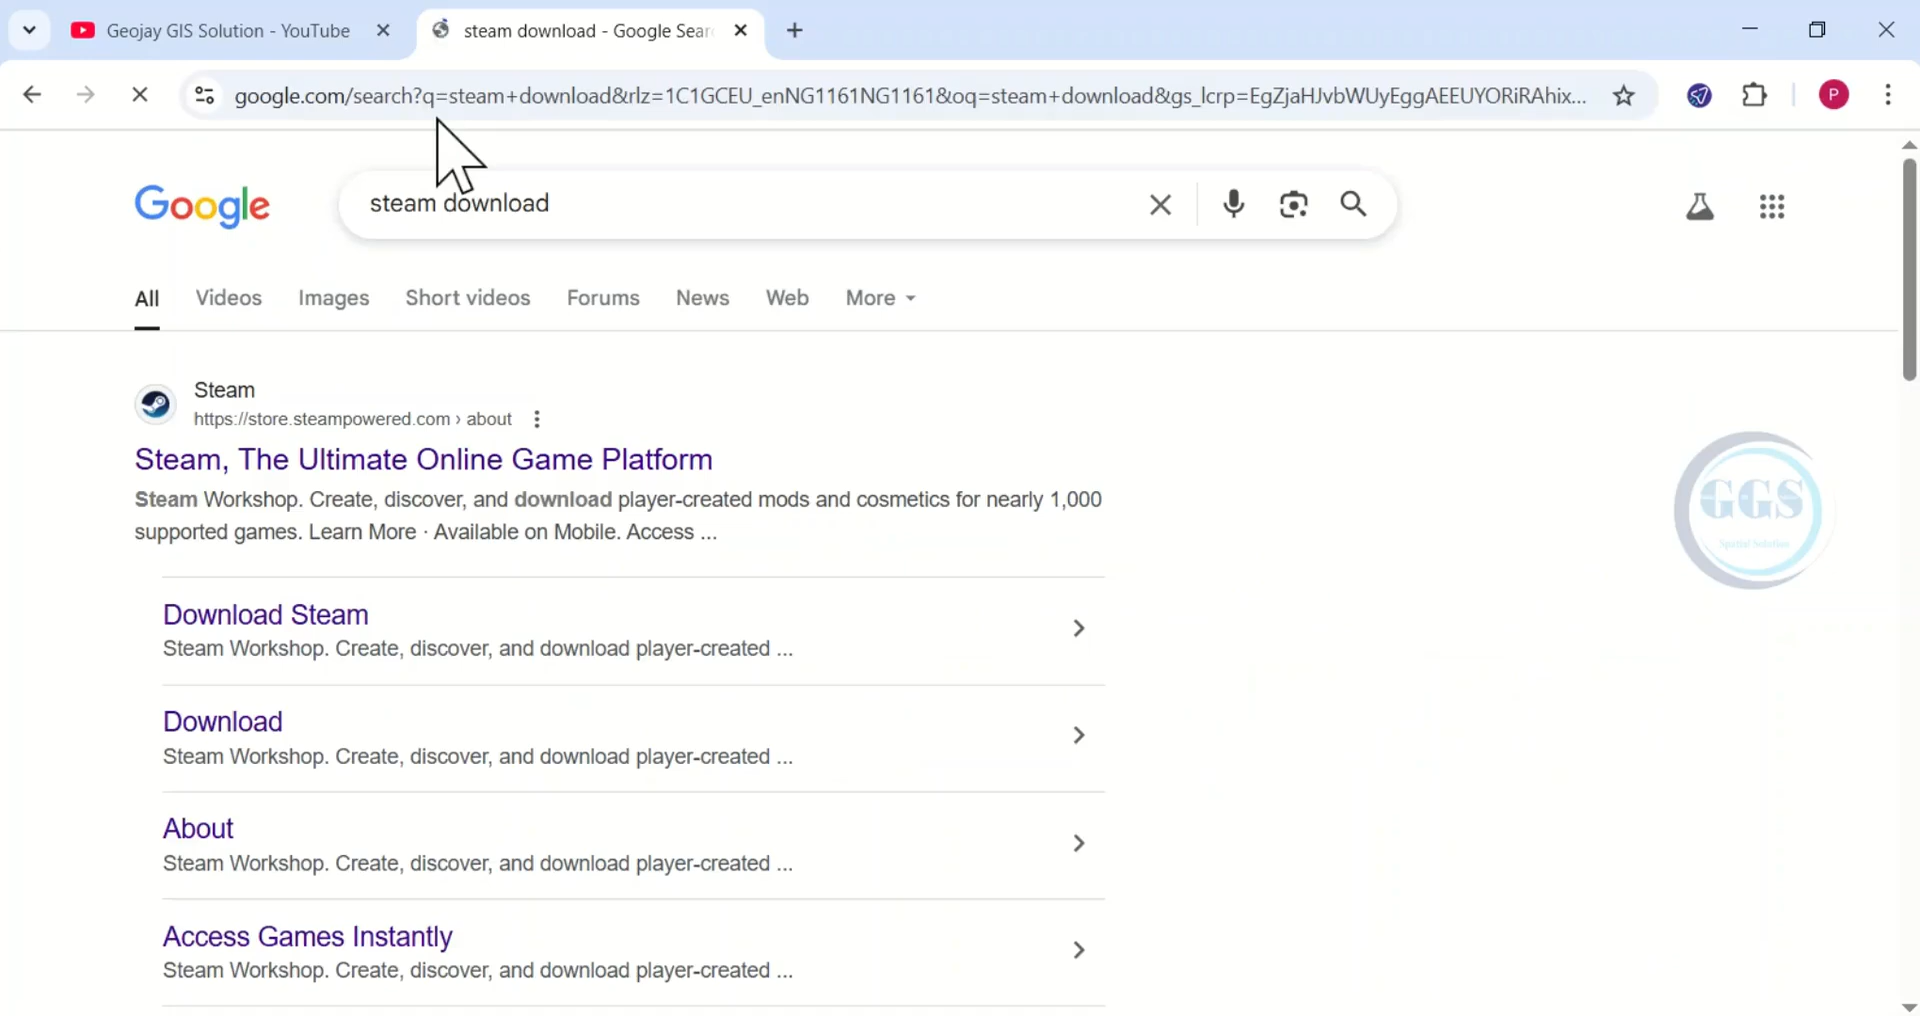 Geojay GIS Solution - YouTube
steam download - Google Sear
google.com/search?q=steam+download&rlz=1C1GCEU_enNG1161NG1161&oq=steam+download&gs_lcrp=EgZjaHJvbWUyEggAEEUYORiRAhix...
P
Google
steam download
All
Videos
Images
Short videos
Forums
News
Web
More
Steam
https://store.steampowered.com › about
Steam, The Ultimate Online Game Platform
Steam Workshop. Create, discover, and download player-created mods and cosmetics for nearly 1,000
supported games. Learn More · Available on Mobile. Access ...
GGS
Spatial Solution
Download Steam
Steam Workshop. Create, discover, and download player-created ...
Download
Steam Workshop. Create, discover, and download player-created ...
About
Steam Workshop. Create, discover, and download player-created ...
Access Games Instantly
Steam Workshop. Create, discover, and download player-created ...